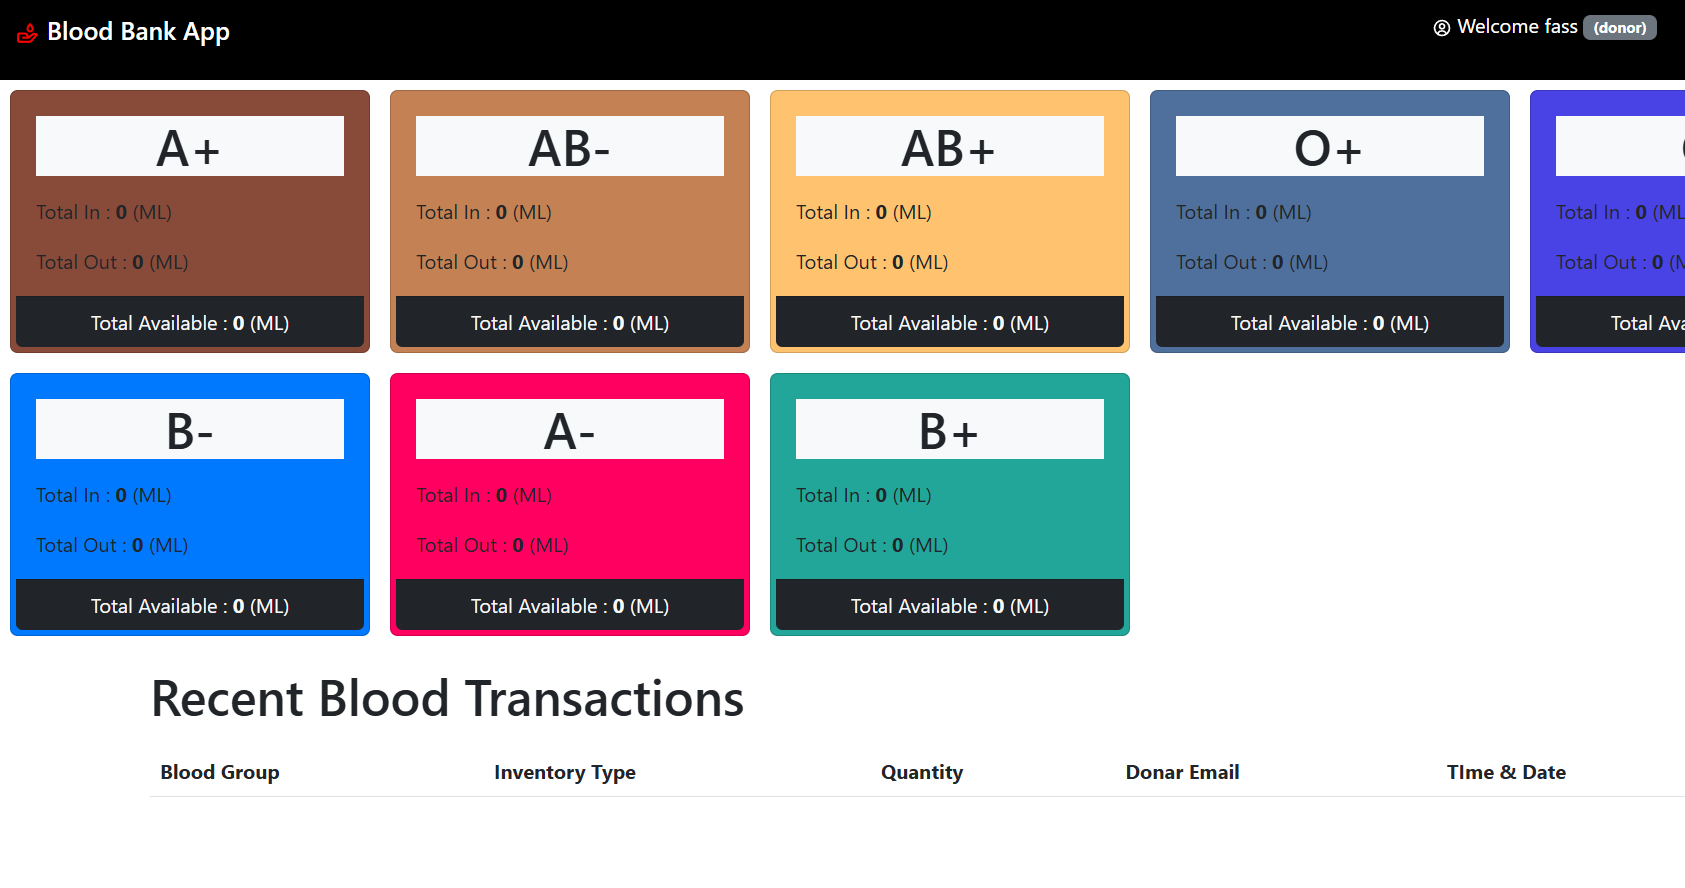 Blood Bank App
Welcome fass (donor)
A+
Total In : 0 (ML)
Total Out : 0 (ML)
Total Available : 0 (ML)
AB-
Total In : 0 (ML)
Total Out : 0 (ML)
Total Available : 0 (ML)
AB+
Total In : 0 (ML)
Total Out : 0 (ML)
Total Available : 0 (ML)
O+
Total In : 0 (ML)
Total Out : 0 (ML)
Total Available : 0 (ML)
Total In : 0
Total Out : 0
Total
B-
Total In : 0 (ML)
Total Out : 0 (ML)
Total Available : 0 (ML)
A-
Total In : 0 (ML)
Total Out : 0 (ML)
Total Available : 0 (ML)
B+
Total In : 0 (ML)
Total Out : 0 (ML)
Total Available : 0 (ML)
Recent Blood Transactions
Blood Group Inventory Type Quantity Donar Email TIme & Date